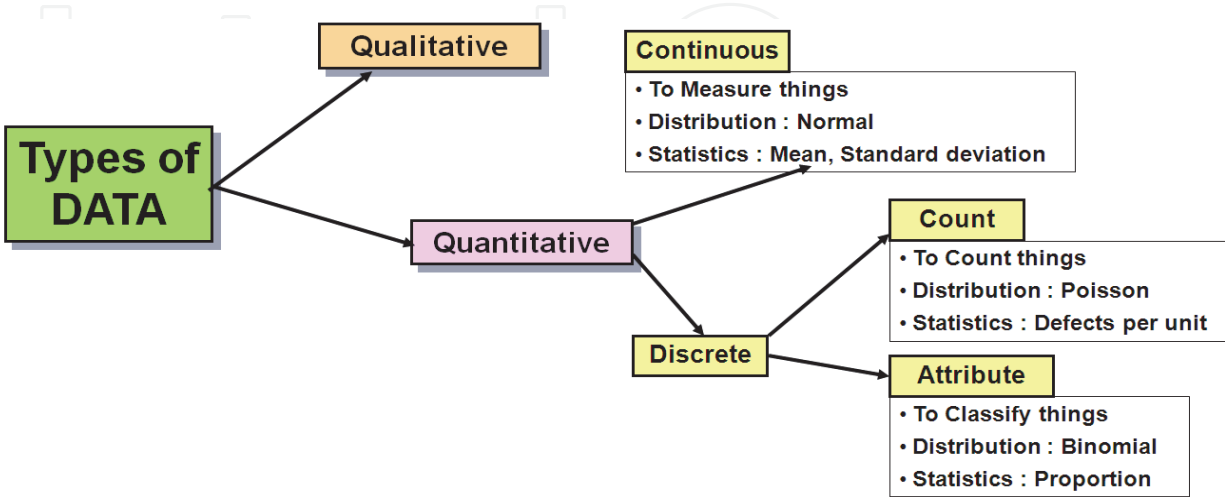 Qualitative
Types of
DATA
Quantitative
Continuous
• To Measure things
• Distribution : Normal
• Statistics : Mean, Standard deviation
Discrete
Count
• To Count things
• Distribution : Poisson
• Statistics : Defects per unit
Attribute
• To Classify things
• Distribution : Binomial
• Statistics : Proportion